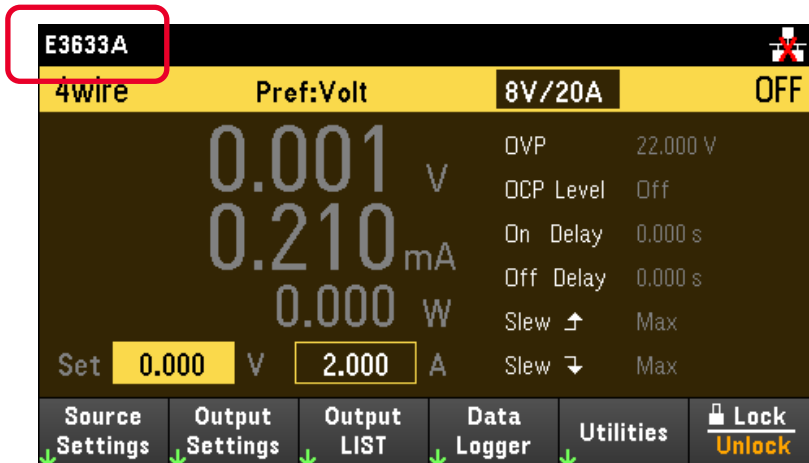 E3633A
4wire Pref:Volt 8V/20A OFF
0.001 V
0.210 mA
0.000 W
Set 0.000 V 2.000 A
OVP 22.000 V
OCP Level Off
On Delay 0.000 s
Off Delay 0.000 s
Slew Max
Slew Max
Source Settings
Output Settings
Output LIST
Data Logger
Utilities
Lock
Unlock